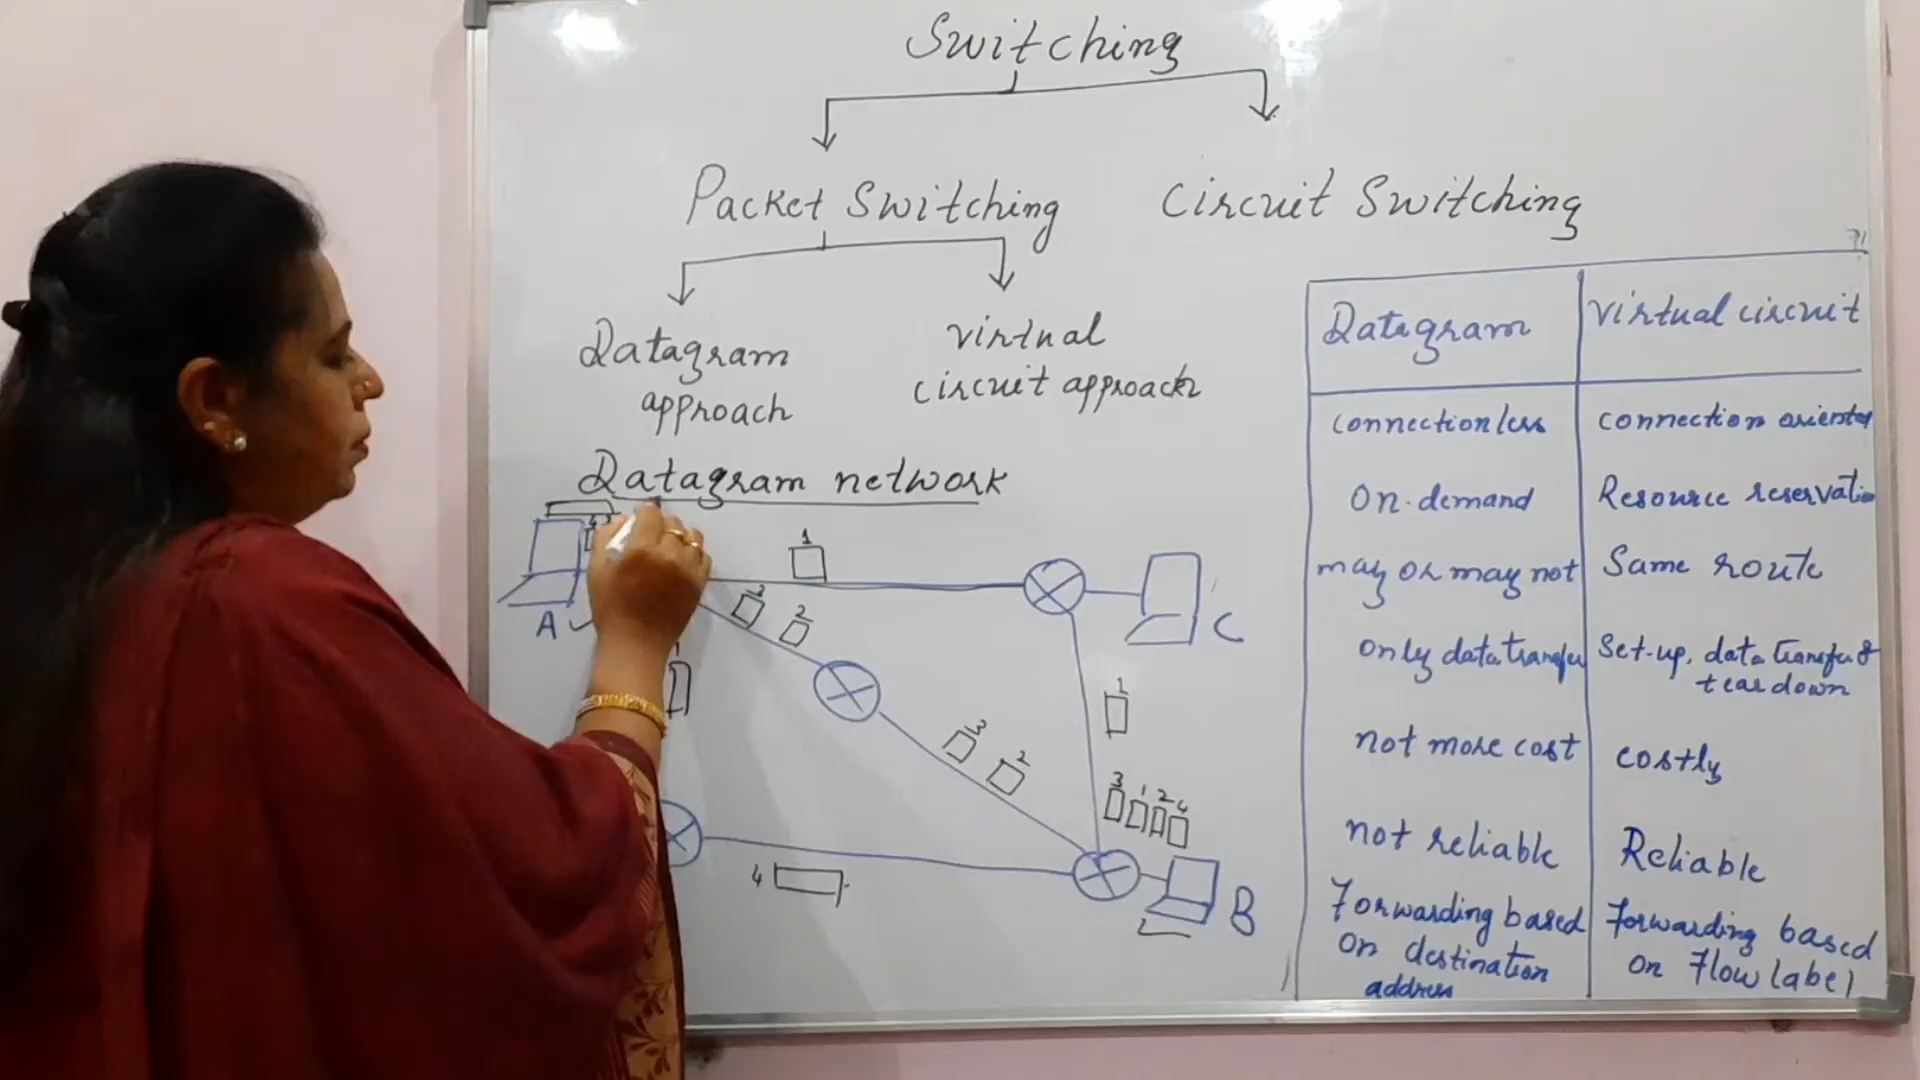 Switching
Packet Switching
Circuit Switching
Datagram
approach
Virtual
circuit approach
Datagram network
1
3
2
A
C
1
3
2
3 1 2 4
4
B
Datagram
Virtual circuit
connectionless
connection oriented
On-demand
Resource reservation
may or may not
Same route
only data transfer
Set-up, data transfer &
teardown
not more cost
costly
not reliable
Reliable
Forwarding based
on destination
address
Forwarding based
on Flow label